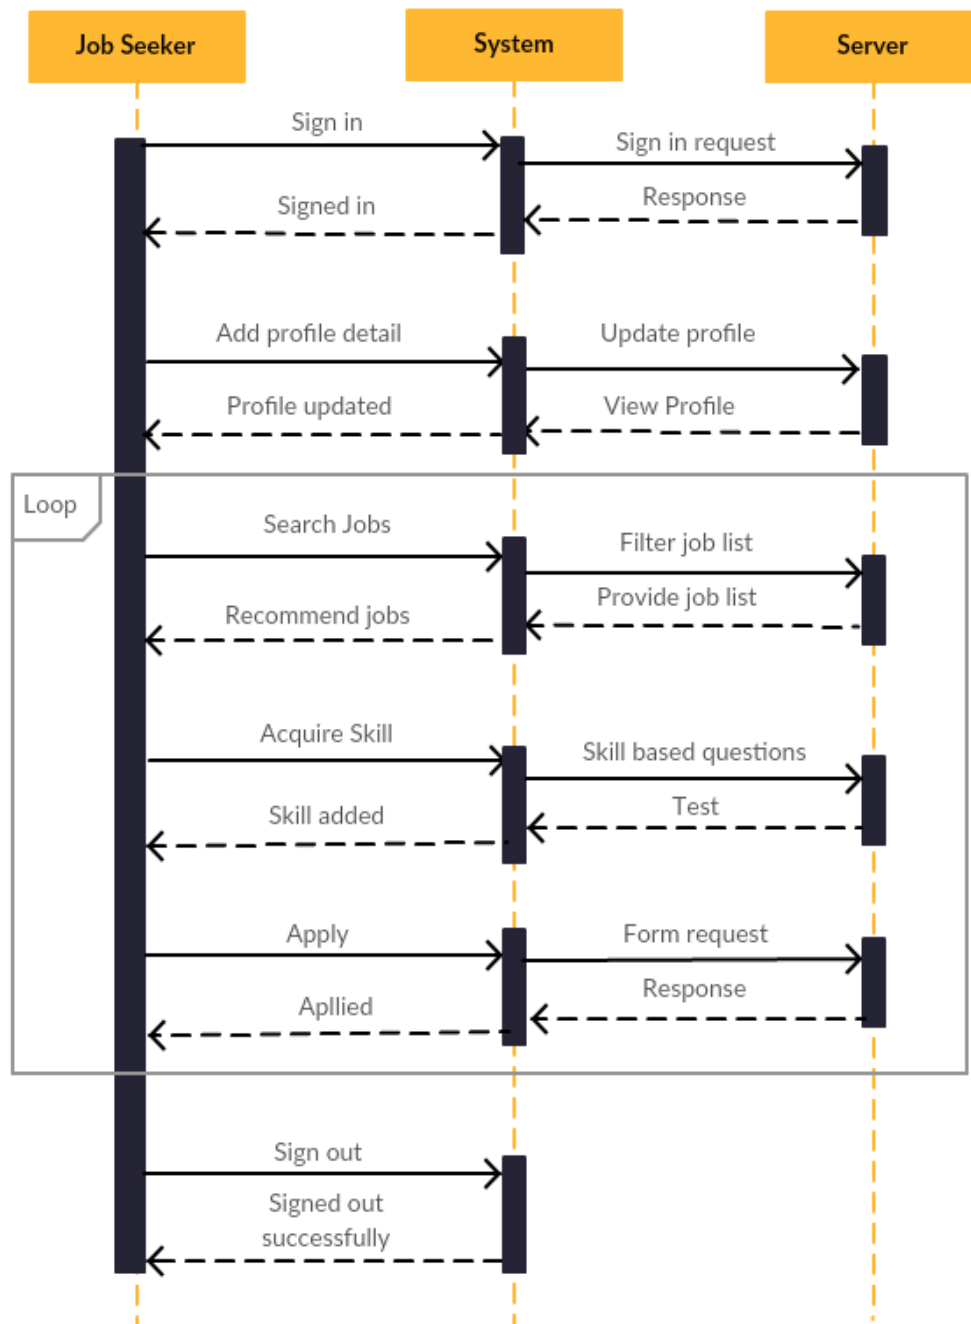 Job Seeker
System
Server
Sign in
Sign in request
Response
Signed in
Add profile detail
Update profile
Profile updated
View Profile
Loop
Search Jobs
Filter job list
Provide job list
Recommend jobs
Acquire Skill
Skill based questions
Test
Skill added
Apply
Form request
Response
Apllied
Sign out
Signed out
successfully